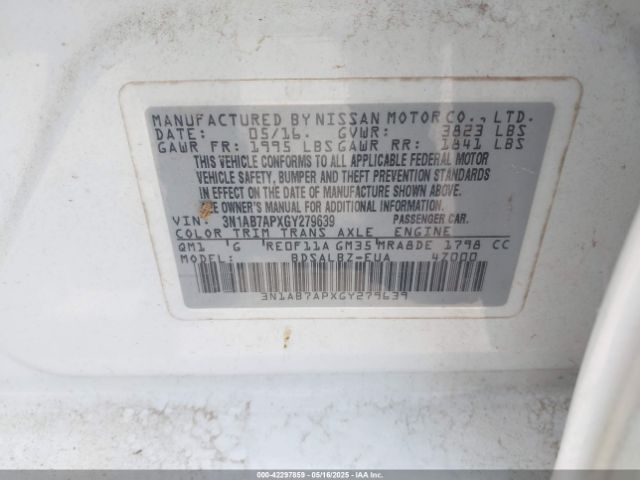 MANUFACTURED BY NISSAN MOTOR CO., LTD.
DATE: 05/16. GVWR: 3823 LBS
GAWR FR: 1995 LBS GAWR RR: 1841 LBS
THIS VEHICLE CONFORMS TO ALL APPLICABLE FEDERAL MOTOR
VEHICLE SAFETY, BUMPER AND THEFT PREVENTION STANDARDS
IN EFFECT ON THE DATE OF MANUFACTURE SHOWN ABOVE.
SEE OWNER'S MANUAL FOR ADDITIONAL INFORMATION.
VIN: 3N1AB7APXGY279639 PASSENGER CAR.
COLOR TRIM TRANS AXLE ENGINE
QM1 G RE0F11A GM35 MRA8DE 1798 CC
MODEL: BDSALBZ-EUA 4Z000
3N1AB7APXGY279639
000-42297859 - 05/16/2025 - IAAI.COM